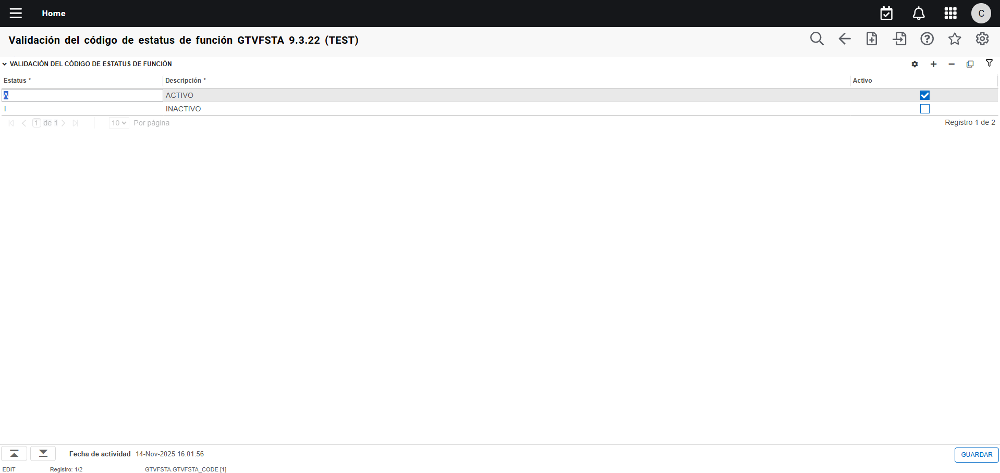 Home
C
Validación del código de estatus de función GTVFSTA 9.3.22 (TEST)
VALIDACIÓN DEL CÓDIGO DE ESTATUS DE FUNCIÓN
Estatus * Descripción * Activo
A ACTIVO
I INACTIVO
1 de 1 10 Por página Registro 1 de 2
Fecha de actividad 14-Nov-2025 16:01:56 GUARDAR
EDIT Registro: 1/2 GTVFSTA.GTVFSTA_CODE [1]